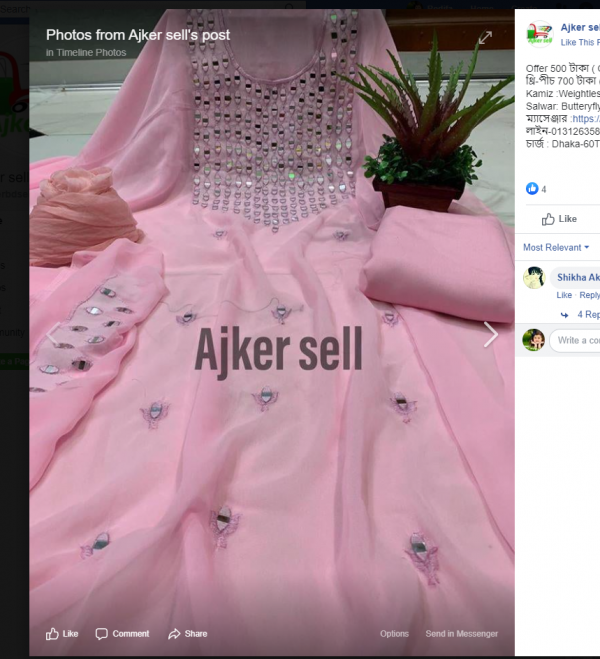 Photos from Ajker sell's post
in Timeline Photos
Ajker sell
Like
Comment
Share
Options
Send in Messenger
Ajker sell
Like This
Offer 500 টাকা (
থ্রি-পীচ 700 টাকা
Kamiz :Weightles
Salwar: Butteryfly
ম্যাসেঞ্জার :https:/
লাইন-013126358
চার্জ : Dhaka-60T
4
Like
Most Relevant
Shikha Ak
Like · Reply
4 Rep
Write a co